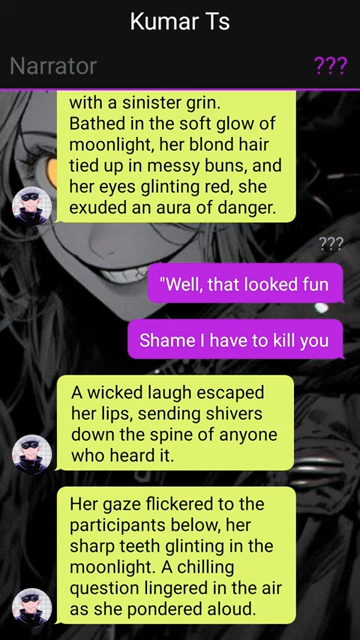 Kumar Ts
Narrator
???
with a sinister grin.
Bathed in the soft glow of
moonlight, her blond hair
tied up in messy buns, and
her eyes glinting red, she
exuded an aura of danger.
???
"Well, that looked fun
Shame I have to kill you
A wicked laugh escaped
her lips, sending shivers
down the spine of anyone
who heard it.
Her gaze flickered to the
participants below, her
sharp teeth glinting in the
moonlight. A chilling
question lingered in the air
as she pondered aloud.